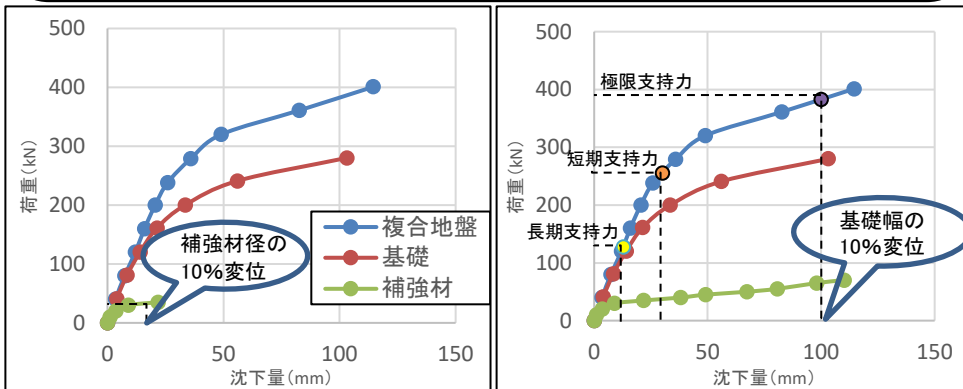 500
400
300
200
100
0
荷重(kN)
0
50
100
150
沈下量(mm)
補強材径の
10%変位
複合地盤
基礎
補強材
500
400
300
200
100
0
荷重(kN)
極限支持力
短期支持力
長期支持力
基礎幅の
10%変位
0
50
100
150
沈下量(mm)